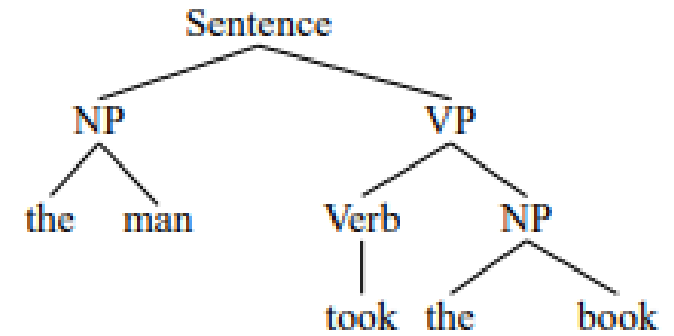 Sentence
NP VP
the man Verb NP
took the book